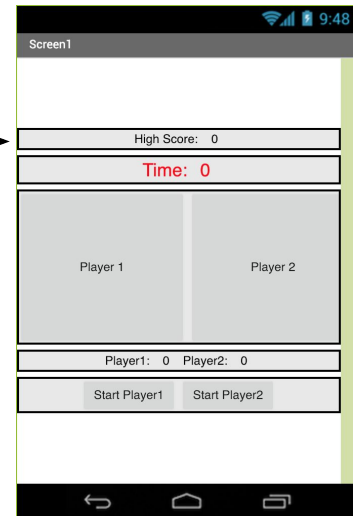 9:48
Screen1
High Score: 0
Time: 0
Player 1 Player 2
Player1: 0 Player2: 0
Start Player1 Start Player2